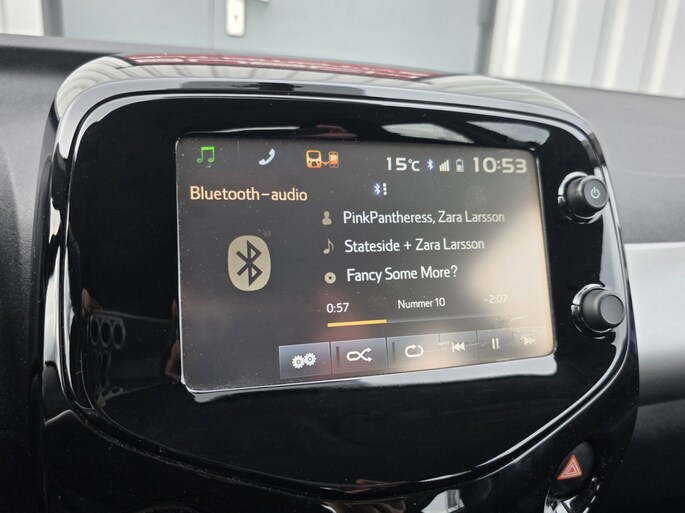 15°C 10:53
Bluetooth-audio
PinkPantheress, Zara Larsson
Stateside + Zara Larsson
Fancy Some More?
0:57 Nummer 10 -2:07